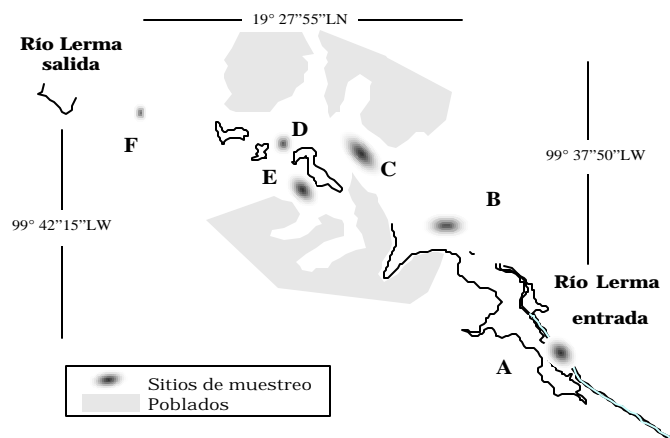 19° 27”55”LN
Río Lerma
salida
F
D
E
C
99° 37”50”LW
B
99° 42”15”LW
Río Lerma
entrada
A
Sitios de muestreo
Poblados